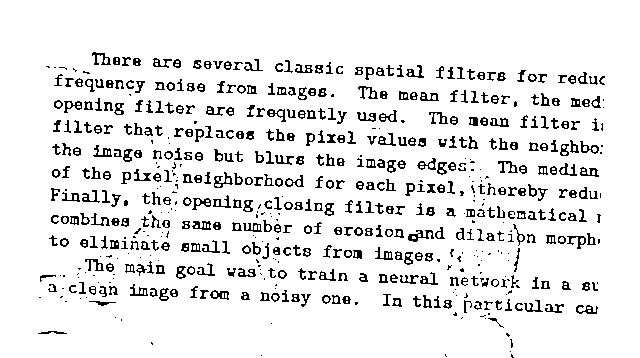 There are several classic spatial filters for reduc
frequency noise from images. The mean filter, the med
opening filter are frequently used. The mean filter i
filter that replaces the pixel values with the neighbo
the image noise but blurs the image edges. The median
of the pixel neighborhood for each pixel, thereby redu
Finally, the opening closing filter is a mathematical
combines the same number of erosion and dilation morph
to eliminate small objects from images.
The main goal was to train a neural network in a su
a clean image from a noisy one. In this particular ca